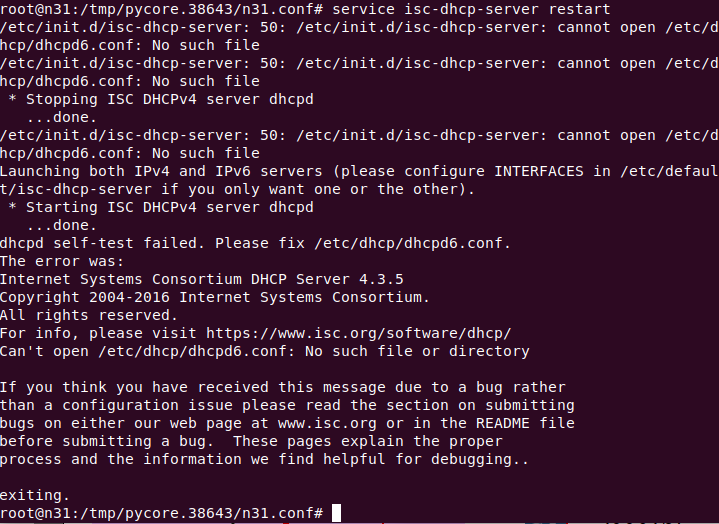 root@n31:/tmp/pycore.38643/n31.conf# service isc-dhcp-server restart
/etc/init.d/isc-dhcp-server: 50: /etc/init.d/isc-dhcp-server: cannot open /etc/d
hcp/dhcpd6.conf: No such file
/etc/init.d/isc-dhcp-server: 50: /etc/init.d/isc-dhcp-server: cannot open /etc/d
hcp/dhcpd6.conf: No such file
 * Stopping ISC DHCPv4 server dhcpd
   ...done.
/etc/init.d/isc-dhcp-server: 50: /etc/init.d/isc-dhcp-server: cannot open /etc/d
hcp/dhcpd6.conf: No such file
Launching both IPv4 and IPv6 servers (please configure INTERFACES in /etc/defaul
t/isc-dhcp-server if you only want one or the other).
 * Starting ISC DHCPv4 server dhcpd
   ...done.
dhcpd self-test failed. Please fix /etc/dhcp/dhcpd6.conf.
The error was:
Internet Systems Consortium DHCP Server 4.3.5
Copyright 2004-2016 Internet Systems Consortium.
All rights reserved.
For info, please visit https://www.isc.org/software/dhcp/
Can't open /etc/dhcp/dhcpd6.conf: No such file or directory

If you think you have received this message due to a bug rather
than a configuration issue please read the section on submitting
bugs on either our web page at www.isc.org or in the README file
before submitting a bug.  These pages explain the proper
process and the information we find helpful for debugging..

exiting.
root@n31:/tmp/pycore.38643/n31.conf#